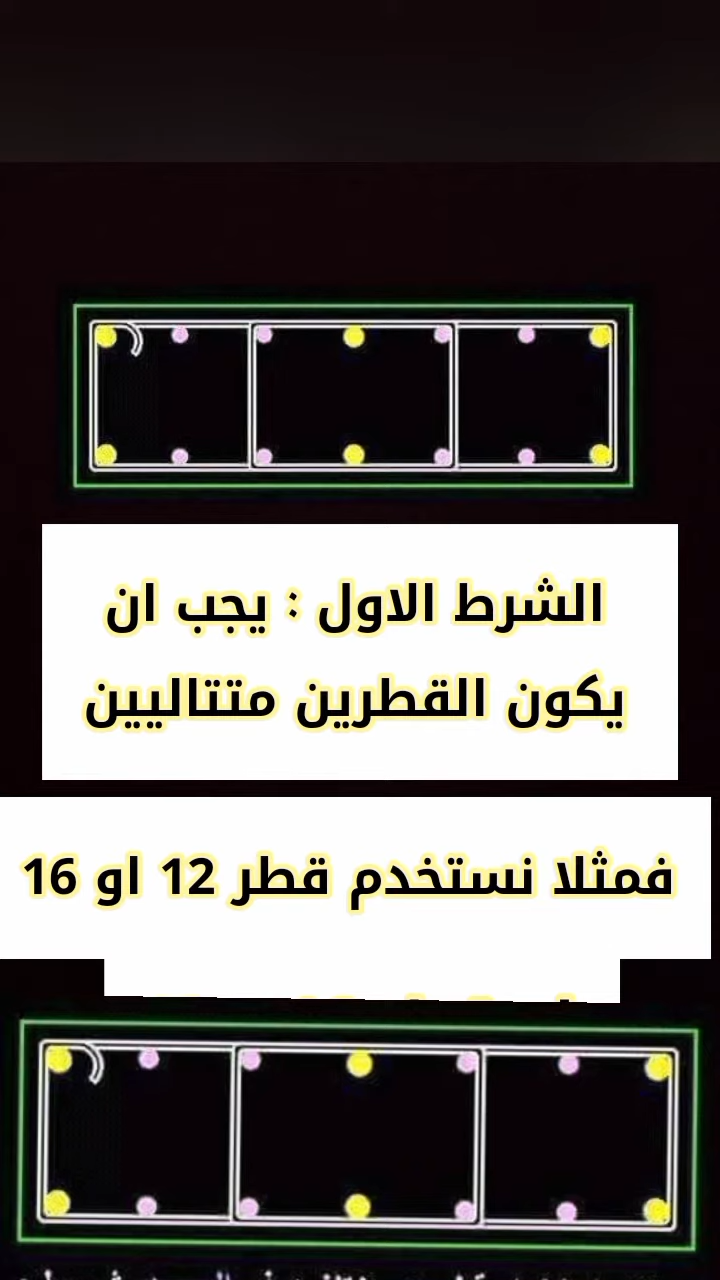 الشرط الاول : يجب ان
يكون القطرين متتاليين
فمثلا نستخدم قطر 12 او 16